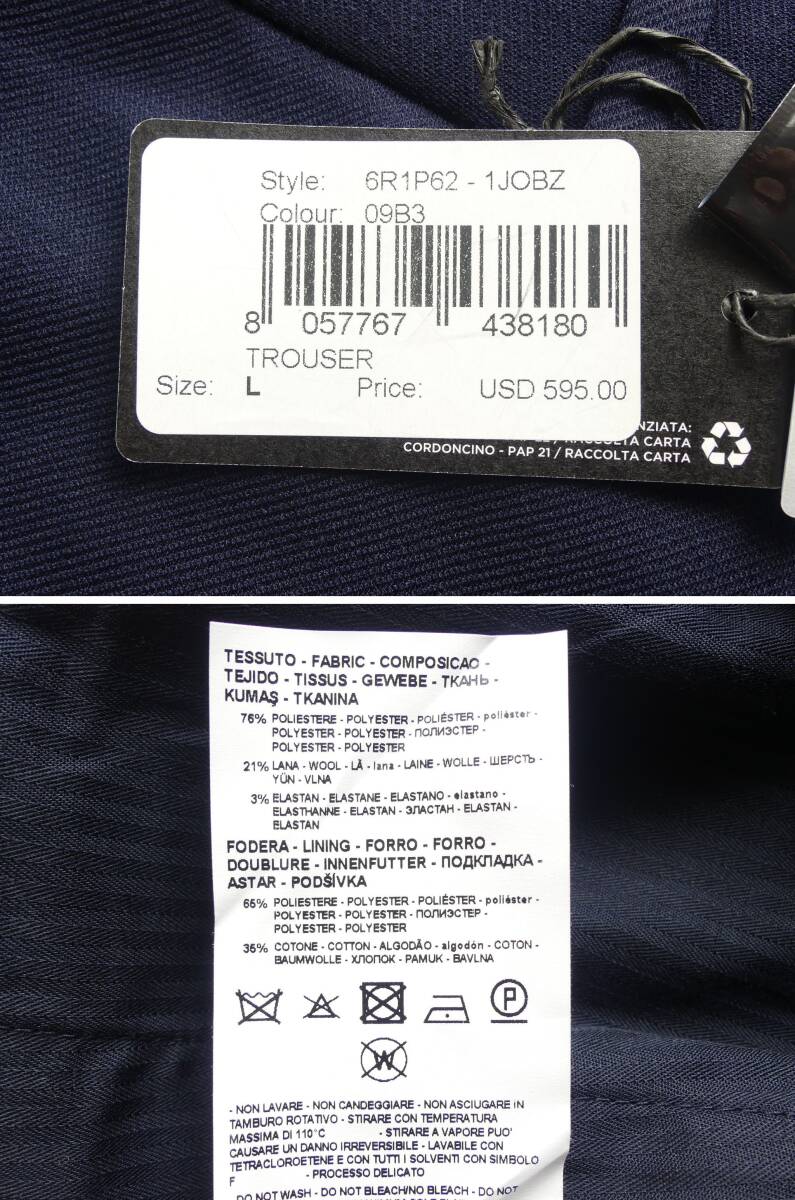 Style: 6R1P62 - 1JOBZ
Colour: 09B3
8 057767 438180
TROUSER
Size: L Price: USD 595.00
RACCOLTA CARTA
CORDONCINO - PAP 21 / RACCOLTA CARTA
TESSUTO - FABRIC - COMPOSICAO -
TEJIDO - TISSUS - GEWEBE - ТКАНЬ -
KUMAŞ - TKANINA
76% POLIESTERE - POLYESTER - POLIÉSTER - poliéster -
POLYESTER - POLYESTER - ПОЛИЭСТЕР -
POLYESTER - POLYESTER
21% LANA - WOOL - LÃ - lana - LAINE - WOLLE - ШЕРСТЬ -
YÜN - VLNA
3% ELASTAN - ELASTANE - ELASTANO - elastano -
ELASTHANNE - ELASTAN - ЭЛАСТАН - ELASTAN -
ELASTAN
FODERA - LINING - FORRO - FORRO -
DOUBLURE - INNENFUTTER - ПОДКЛАДКА -
ASTAR - PODŠÍVKA
65% POLIESTERE - POLYESTER - POLIÉSTER - poliéster -
POLYESTER - POLYESTER - ПОЛИЭСТЕР -
POLYESTER - POLYESTER
35% COTONE - COTTON - ALGODÃO - algodón - COTON -
BAUMWOLLE - ХЛОПОК - PAMUK - BAVLNA
P
W
- NON LAVARE - NON CANDEGGIARE - NON ASCIUGARE IN
TAMBURO ROTATIVO - STIRARE CON TEMPERATURA
MASSIMA DI 110°C - STIRARE A VAPORE PUO'
CAUSARE UN DANNO IRREVERSIBILE - LAVABILE CON
TETRACLOROETENE E CON TUTTI I SOLVENTI CON SIMBOLO
F - PROCESSO DELICATO
DO NOT WASH - DO NOT BLEACH/NO BLEACH - DO NOT